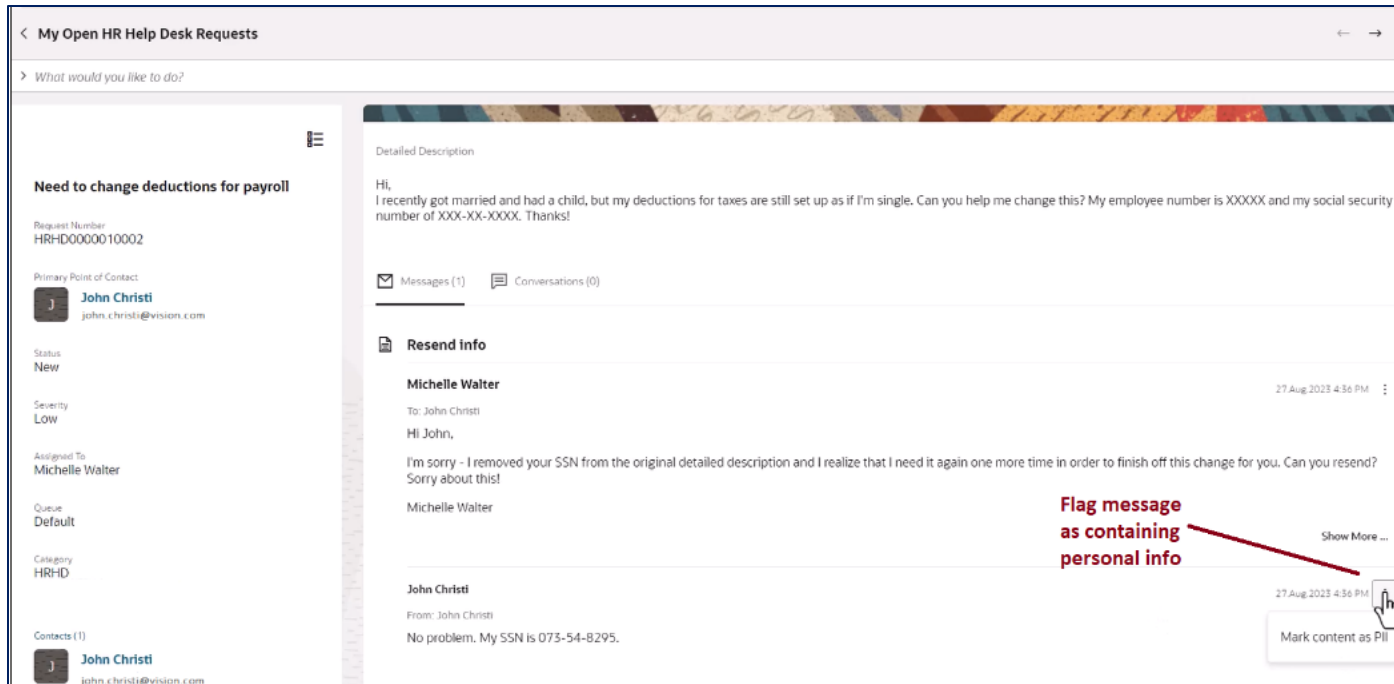 My Open HR Help Desk Requests
What would you like to do?
Need to change deductions for payroll
Request Number
HRHD0000010002
Primary Point of Contact
J
John Christi
john.christi@vision.com
Status
New
Severity
Low
Assigned To
Michelle Walter
Queue
Default
Category
HRHD
Contacts (1)
J
John Christi
john.christi@vision.com
Detailed Description
Hi,
I recently got married and had a child, but my deductions for taxes are still set up as if I'm single. Can you help me change this? My employee number is XXXXX and my social security
number of XXX-XX-XXXX. Thanks!
Messages (1)
Conversations (0)
Resend info
Michelle Walter
27.Aug.2023 4:36 PM
To: John Christi
Hi John,
I'm sorry - I removed your SSN from the original detailed description and I realize that I need it again one more time in order to finish off this change for you. Can you resend?
Sorry about this!
Michelle Walter
Flag message
as containing
personal info
Show More ...
John Christi
27.Aug.2023 4:36 PM
From: John Christi
No problem. My SSN is 073-54-8295.
Mark content as PII